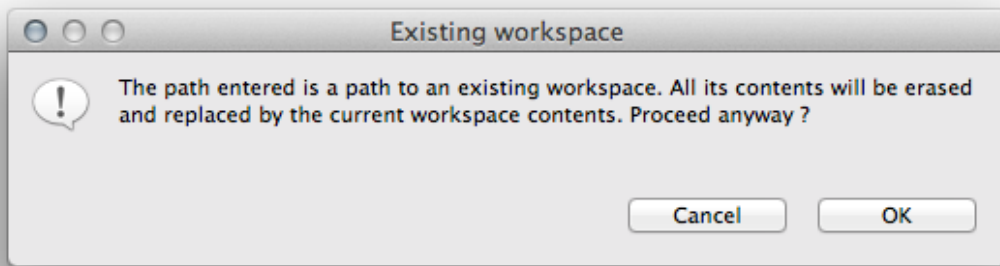 Existing workspace
The path entered is a path to an existing workspace. All its contents will be erased
and replaced by the current workspace contents. Proceed anyway ?
Cancel OK